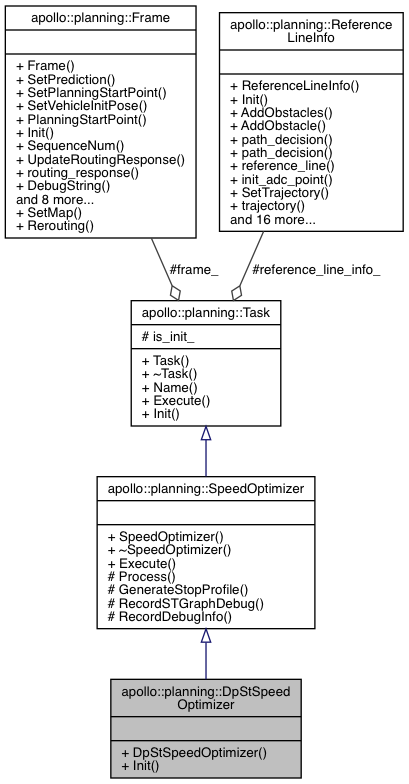 apollo::planning::Frame
+ Frame()
+ SetPrediction()
+ SetPlanningStartPoint()
+ SetVehicleInitPose()
+ PlanningStartPoint()
+ Init()
+ SequenceNum()
+ UpdateRoutingResponse()
+ routing_response()
+ DebugString()
and 8 more...
+ SetMap()
+ Rerouting()
apollo::planning::Reference
LineInfo
+ ReferenceLineInfo()
+ Init()
+ AddObstacles()
+ AddObstacle()
+ path_decision()
+ path_decision()
+ reference_line()
+ init_adc_point()
+ SetTrajectory()
+ trajectory()
and 16 more...
#frame_
#reference_line_info_
apollo::planning::Task
# is_init_
+ Task()
+ ~Task()
+ Name()
+ Execute()
+ Init()
apollo::planning::SpeedOptimizer
+ SpeedOptimizer()
+ ~SpeedOptimizer()
+ Execute()
# Process()
# GenerateStopProfile()
# RecordSTGraphDebug()
# RecordDebugInfo()
apollo::planning::DpStSpeed
Optimizer
+ DpStSpeedOptimizer()
+ Init()